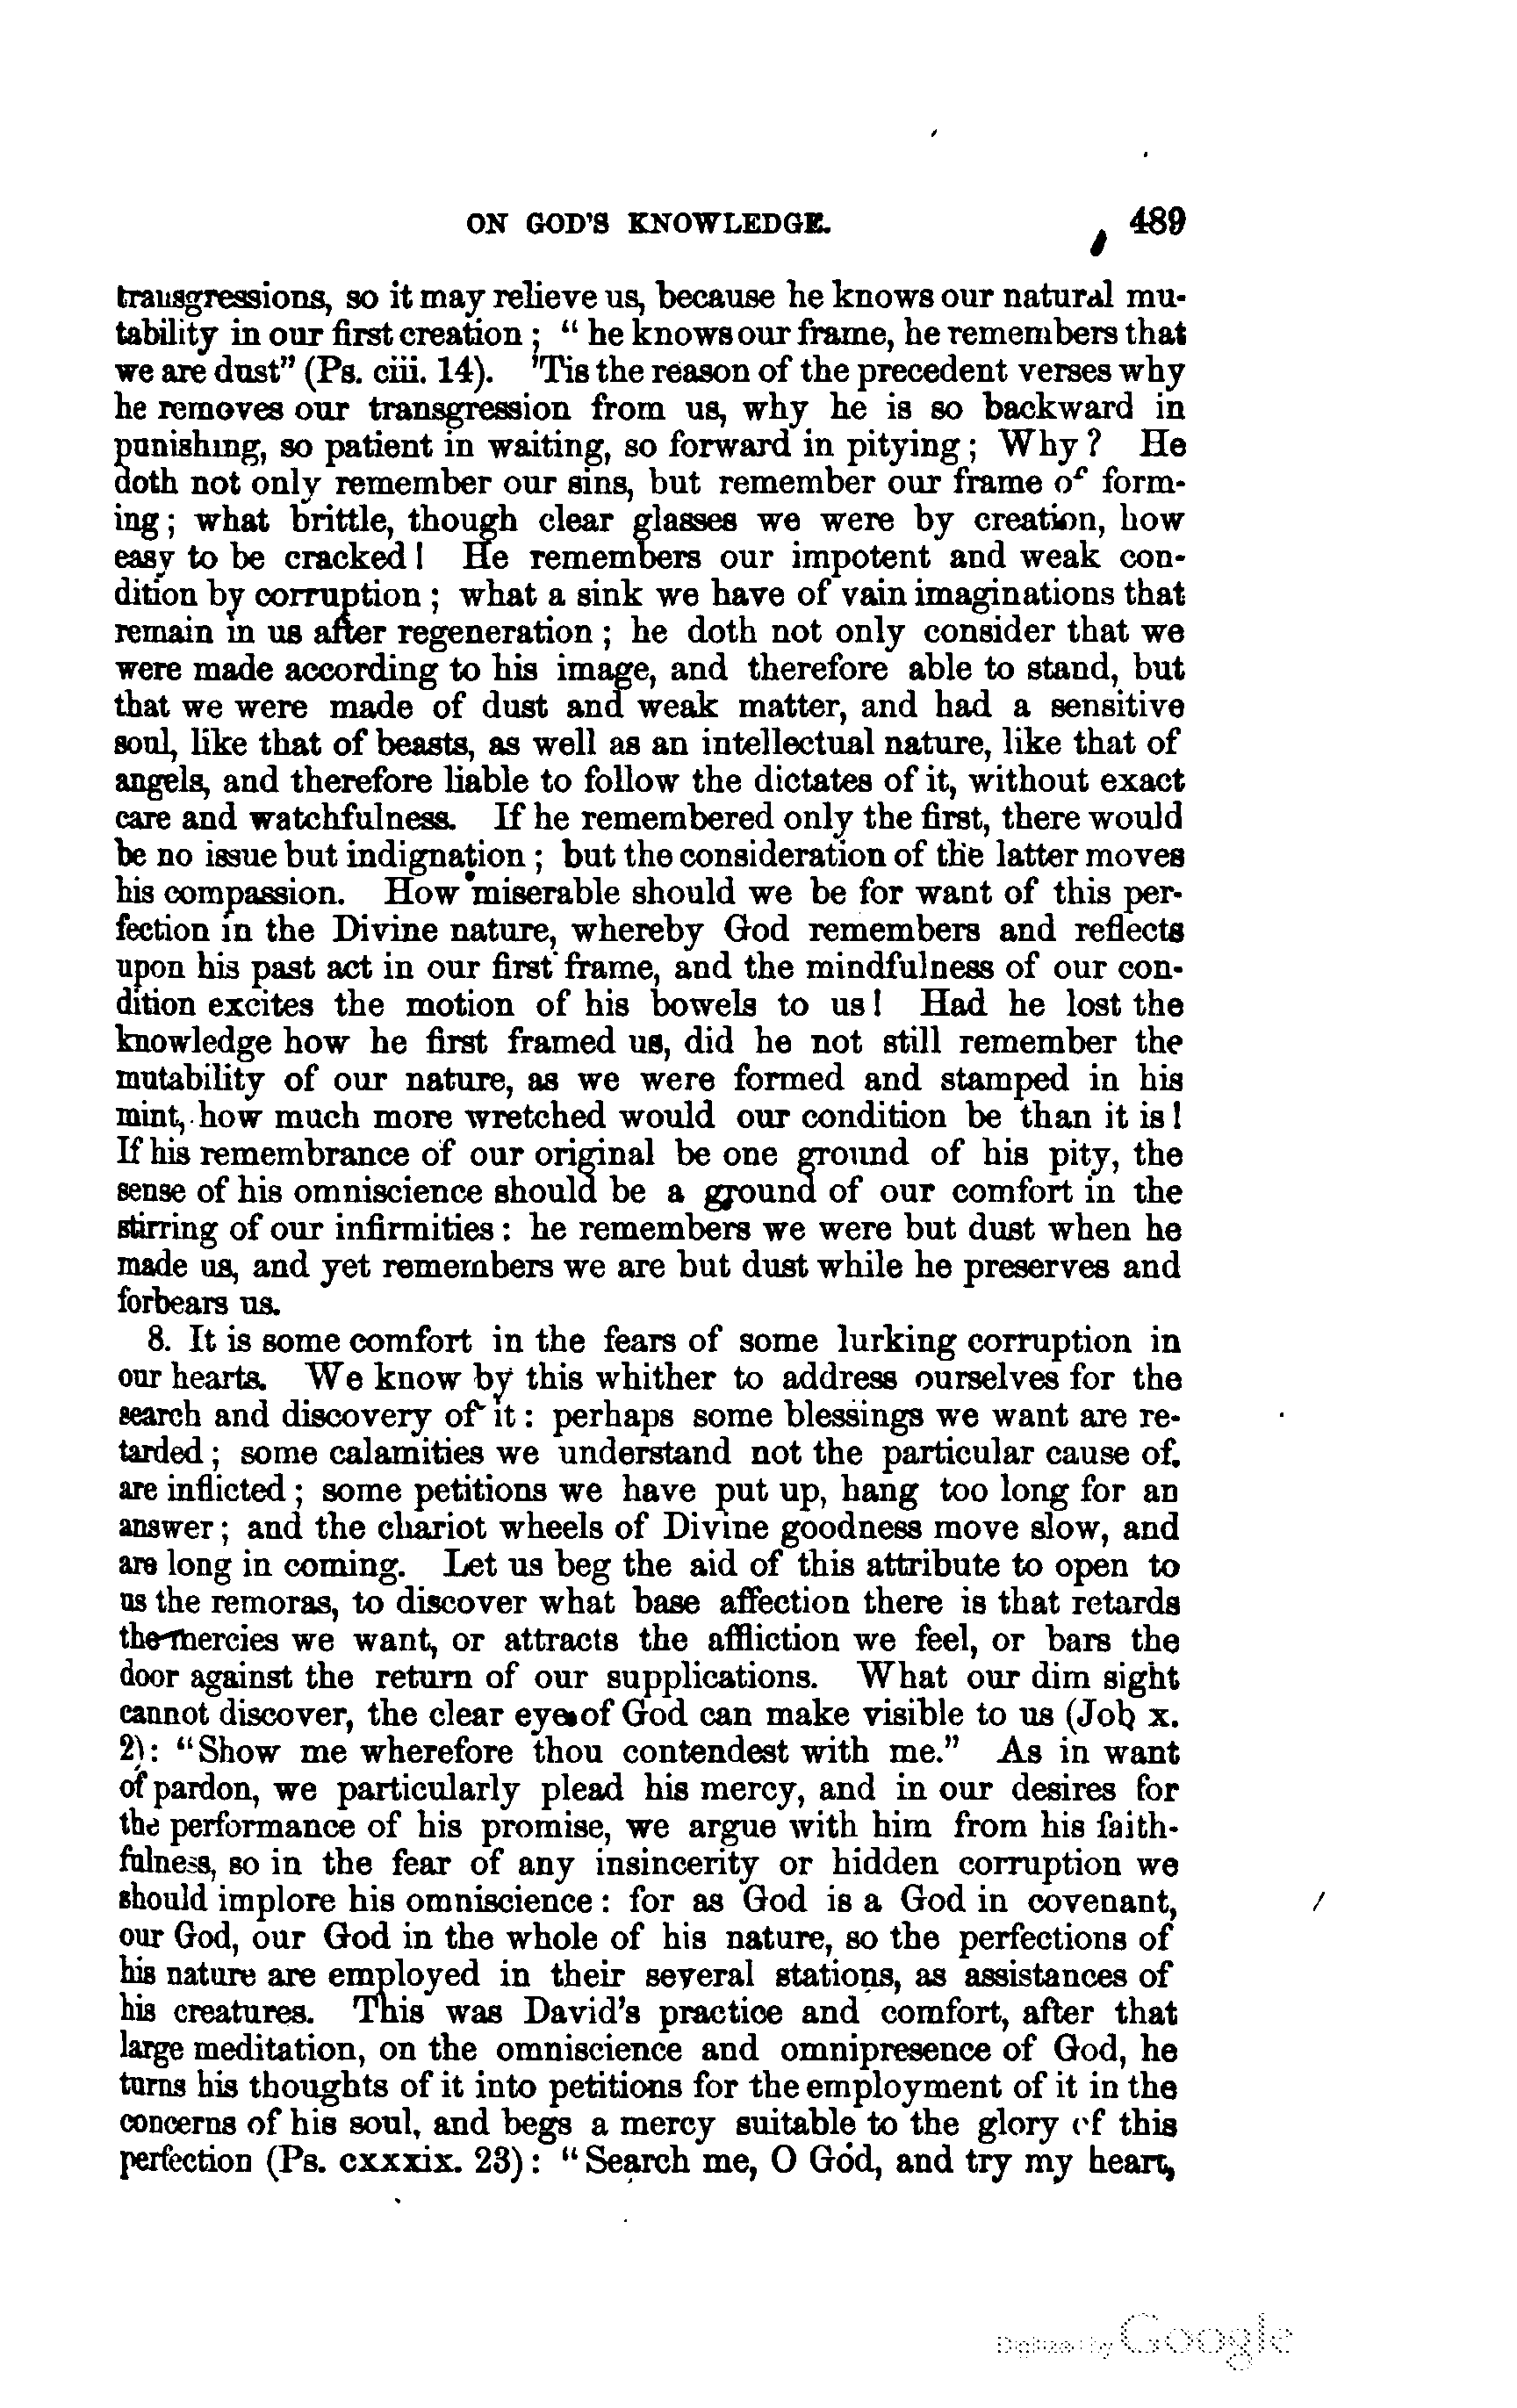 ON GOD'S KNOWLEDGE. 489
transgressions, so it may relieve us, because he knows our natural mu-
tability in our first creation; “he knows our frame, he remembers that
we are dust” (Ps. ciii. 14). 'Tis the reason of the precedent verses why
he removes our transgression from us, why he is so backward in
punishing, so patient in waiting, so forward in pitying; Why? He
doth not only remember our sins, but remember our frame of form-
ing; what brittle, though clear glasses we were by creation, how
easy to be cracked! He remembers our impotent and weak con-
dition by corruption; what a sink we have of vain imaginations that
remain in us after regeneration; he doth not only consider that we
were made according to his image, and therefore able to stand, but
that we were made of dust and weak matter, and had a sensitive
soul, like that of beasts, as well as an intellectual nature, like that of
angels, and therefore liable to follow the dictates of it, without exact
care and watchfulness. If he remembered only the first, there would
be no issue but indignation; but the consideration of the latter moves
his compassion. How miserable should we be for want of this per-
fection in the Divine nature, whereby God remembers and reflects
upon his past act in our first frame, and the mindfulness of our con-
dition excites the motion of his bowels to us! Had he lost the
knowledge how he first framed us, did he not still remember the
mutability of our nature, as we were formed and stamped in his
mint, how much more wretched would our condition be than it is!
If his remembrance of our original be one ground of his pity, the
sense of his omniscience should be a ground of our comfort in the
stirring of our infirmities: he remembers we were but dust when he
made us, and yet remembers we are but dust while he preserves and
forbears us.
8. It is some comfort in the fears of some lurking corruption in
our hearts. We know by this whither to address ourselves for the
search and discovery of it: perhaps some blessings we want are re-
tarded; some calamities we understand not the particular cause of,
are inflicted; some petitions we have put up, hang too long for an
answer; and the chariot wheels of Divine goodness move slow, and
are long in coming. Let us beg the aid of this attribute to open to
us the remoras, to discover what base affection there is that retards
the mercies we want, or attracts the affliction we feel, or bars the
door against the return of our supplications. What our dim sight
cannot discover, the clear eye of God can make visible to us (Job x.
2): “Show me wherefore thou contendest with me.” As in want
of pardon, we particularly plead his mercy, and in our desires for
the performance of his promise, we argue with him from his faith-
fulness, so in the fear of any insincerity or hidden corruption we
should implore his omniscience: for as God is a God in covenant,
our God, our God in the whole of his nature, so the perfections of
his nature are employed in their several stations, as assistances of
his creatures. This was David's practice and comfort, after that
large meditation, on the omniscience and omnipresence of God, he
turns his thoughts of it into petitions for the employment of it in the
concerns of his soul, and begs a mercy suitable to the glory of this
perfection (Ps. cxxxix. 23): “Search me, O God, and try my heart,
Digitized by Google